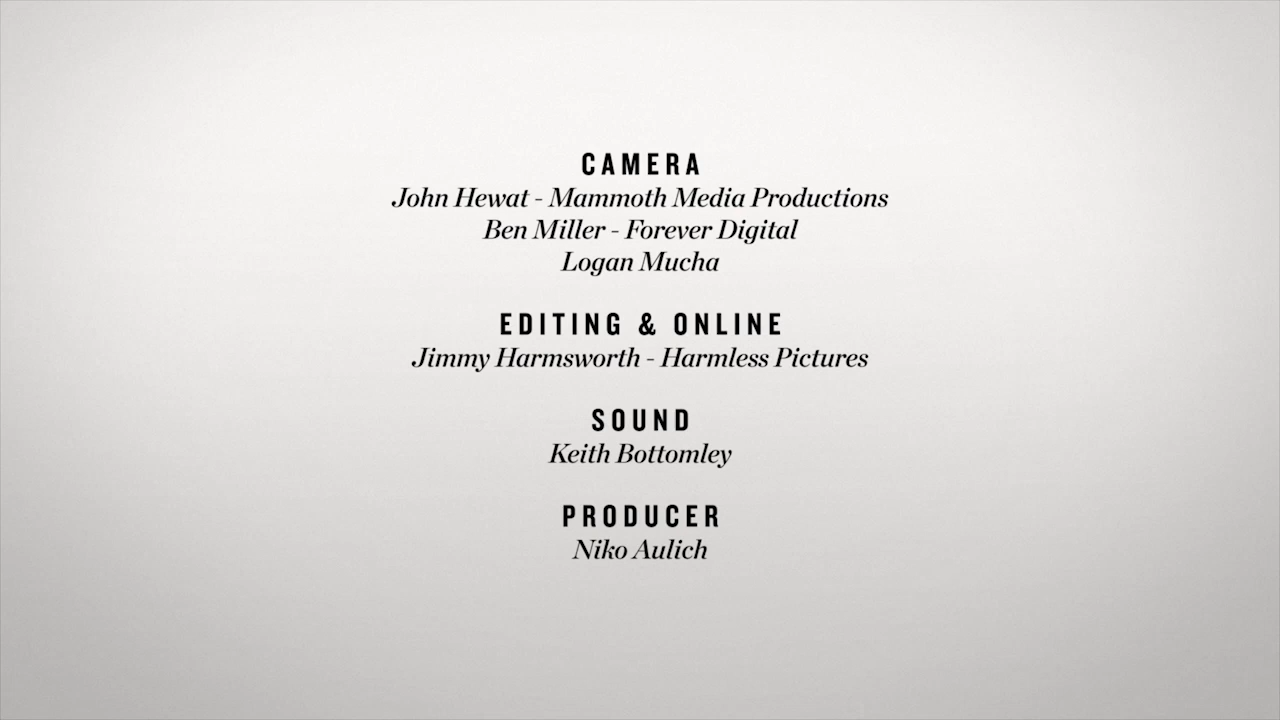 CAMERA
John Hewat - Mammoth Media Productions
Ben Miller - Forever Digital
Logan Mucha
EDITING & ONLINE
Jimmy Harmsworth - Harmless Pictures
SOUND
Keith Bottomley
PRODUCER
Niko Aulich